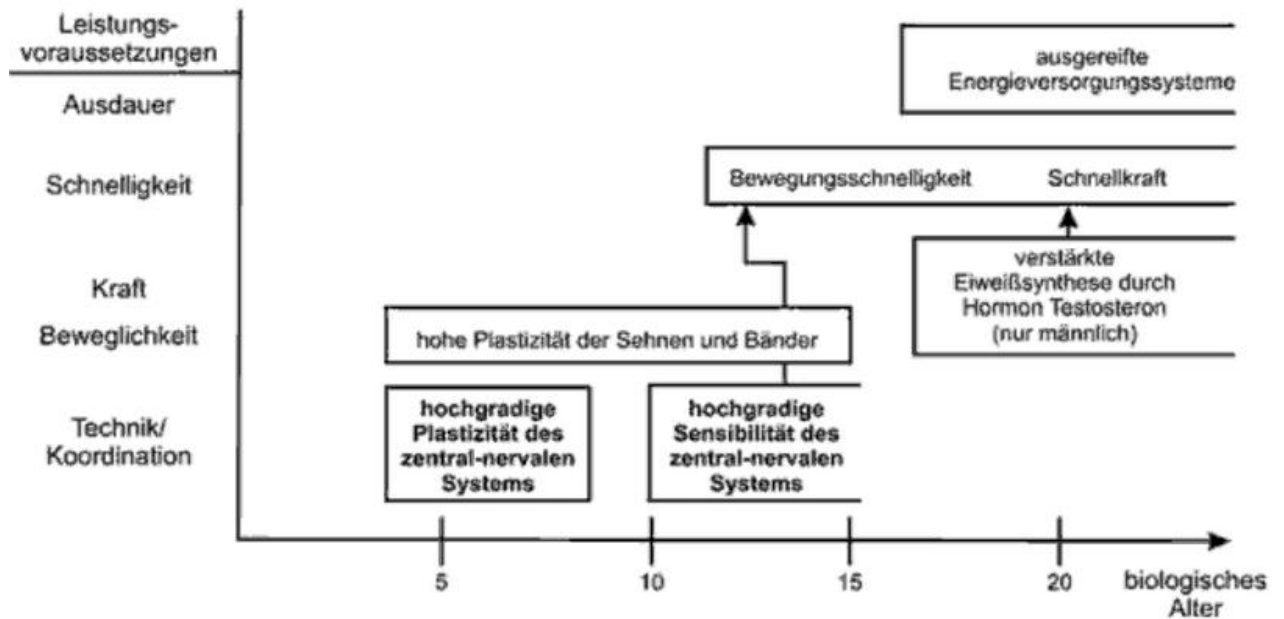 Leistungs-
voraussetzungen
Ausdauer
Schnelligkeit
Kraft
Beweglichkeit
Technik/
Koordination
ausgereifte
Energieversorgungssysteme
Bewegungsschnelligkeit
Schnellkraft
verstärkte
Eiweißsynthese durch
Hormon Testosteron
(nur männlich)
hohe Plastizität der Sehnen und Bänder
hochgradige
Plastizität des
zentral-nervalen
Systems
hochgradige
Sensibilität des
zentral-nervalen
Systems
5
10
15
20
biologisches
Alter